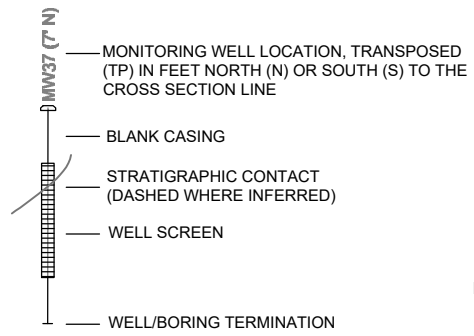 MW37 (7' N)
MONITORING WELL LOCATION, TRANSPOSED
(TP) IN FEET NORTH (N) OR SOUTH (S) TO THE
CROSS SECTION LINE
BLANK CASING
STRATIGRAPHIC CONTACT
(DASHED WHERE INFERRED)
WELL SCREEN
WELL/BORING TERMINATION